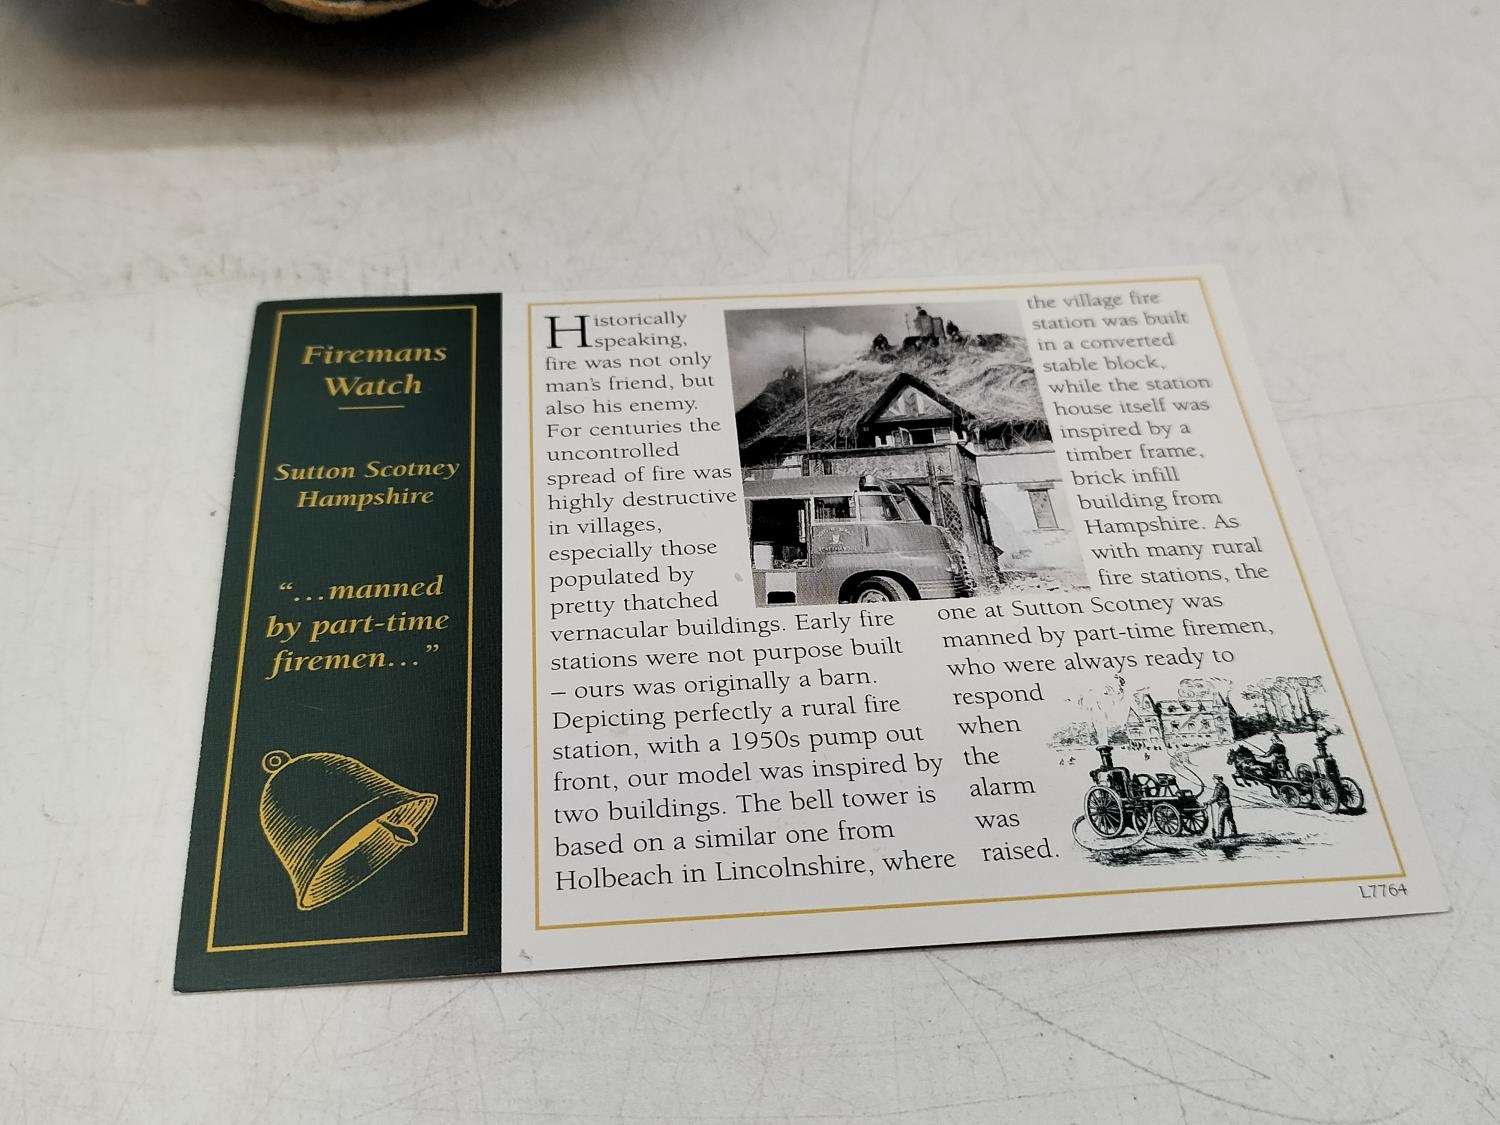 Firemans
Watch
Sutton Scotney
Hampshire
“...manned
by part-time
firemen...”
Historically
speaking,
fire was not only
man's friend, but
also his enemy.
For centuries the
uncontrolled
spread of fire was
highly destructive
in villages,
especially those
populated by
pretty thatched
vernacular buildings. Early fire
stations were not purpose built
– ours was originally a barn.
Depicting perfectly a rural fire
station, with a 1950s pump out
front, our model was inspired by
two buildings. The bell tower is
based on a similar one from
Holbeach in Lincolnshire, where
the village fire
station was built
in a converted
stable block,
while the station
house itself was
inspired by a
timber frame,
brick infill
building from
Hampshire. As
with many rural
fire stations, the
one at Sutton Scotney was
manned by part-time firemen,
who were always ready to
respond
when
the
alarm
was
raised.
L7764